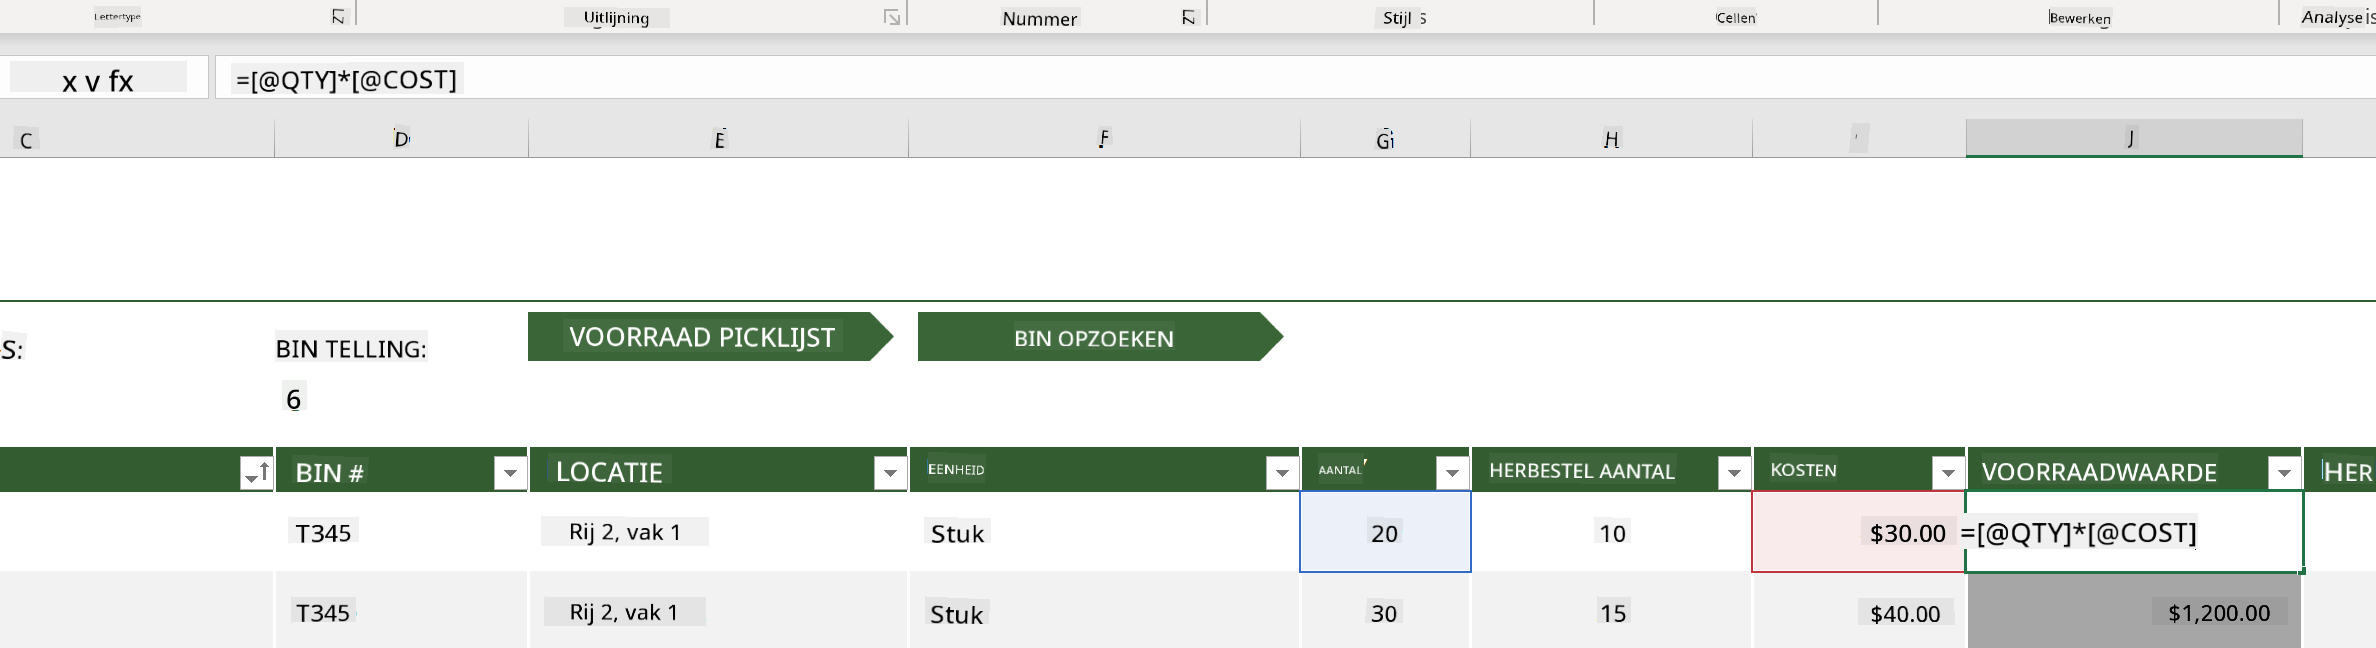 Lettertype Uitlijning Nummer Stijl s Cellen Bewerken Analyse is
x v fx =[@QTY]*[@COST]
C D E F G H J
S: BIN TELLING: VOORRAAD PICKLIJST BIN OPZOEKEN
6
BIN # LOCATIE EENHEID AANTAL HERBESTEL AANTAL KOSTEN VOORRAADWAARDE HER
T345 Rij 2, vak 1 Stuk 20 10 $30.00 =[@QTY]*[@COST]
T345 Rij 2, vak 1 Stuk 30 15 $40.00 $1,200.00